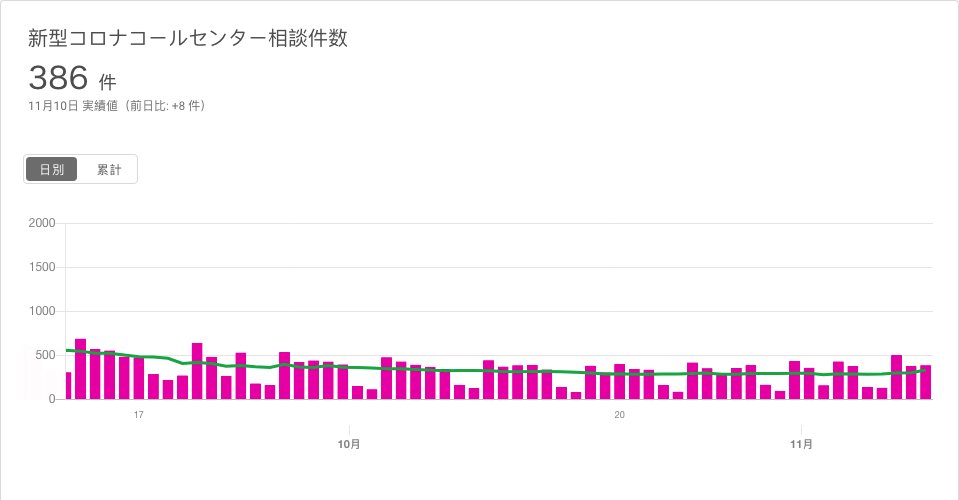 新型コロナコールセンター相談件数
386 件
11月10日 実績値（前日比: +8 件）
日別 累計
2000
1500
1000
500
0
17 20
10月 11月